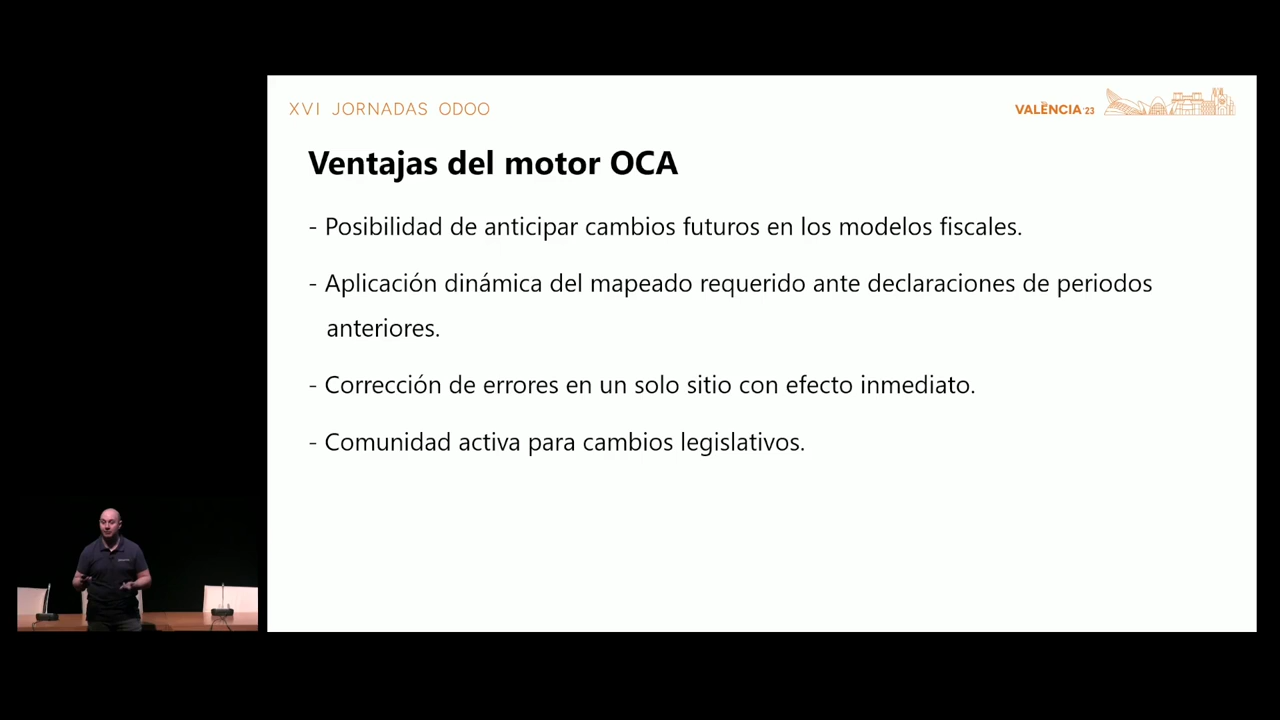 XVI JORNADAS ODOO
VALÈNCIA '23
Ventajas del motor OCA
- Posibilidad de anticipar cambios futuros en los modelos fiscales.
- Aplicación dinámica del mapeado requerido ante declaraciones de periodos
anteriores.
- Corrección de errores en un solo sitio con efecto inmediato.
- Comunidad activa para cambios legislativos.